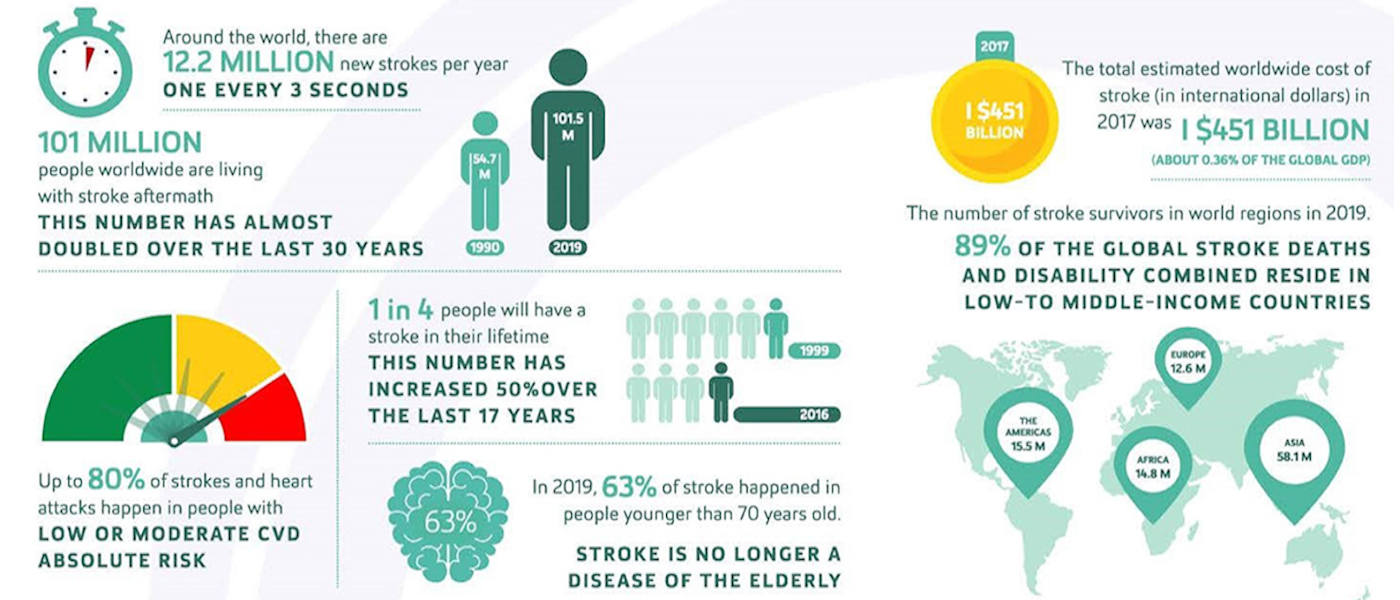 Around the world, there are
12.2 MILLION new strokes per year
ONE EVERY 3 SECONDS
101 MILLION
people worldwide are living
with stroke aftermath
THIS NUMBER HAS ALMOST
DOUBLED OVER THE LAST 30 YEARS
54.7
M
1990
101.5
M
2019
Up to 80% of strokes and heart
attacks happen in people with
LOW OR MODERATE CVD
ABSOLUTE RISK
1 in 4 people will have a
stroke in their lifetime
THIS NUMBER HAS
INCREASED 50%OVER
THE LAST 17 YEARS
1999
2016
63%
In 2019, 63% of stroke happened in
people younger than 70 years old.
STROKE IS NO LONGER A
DISEASE OF THE ELDERLY
2017
I $451
BILLION
The total estimated worldwide cost of
stroke (in international dollars) in
2017 was I $451 BILLION
(ABOUT 0.36% OF THE GLOBAL GDP)
The number of stroke survivors in world regions in 2019.
89% OF THE GLOBAL STROKE DEATHS
AND DISABILITY COMBINED RESIDE IN
LOW-TO MIDDLE-INCOME COUNTRIES
EUROPE
12.6 M
THE
AMERICAS
15.5 M
AFRICA
14.8 M
ASIA
58.1 M